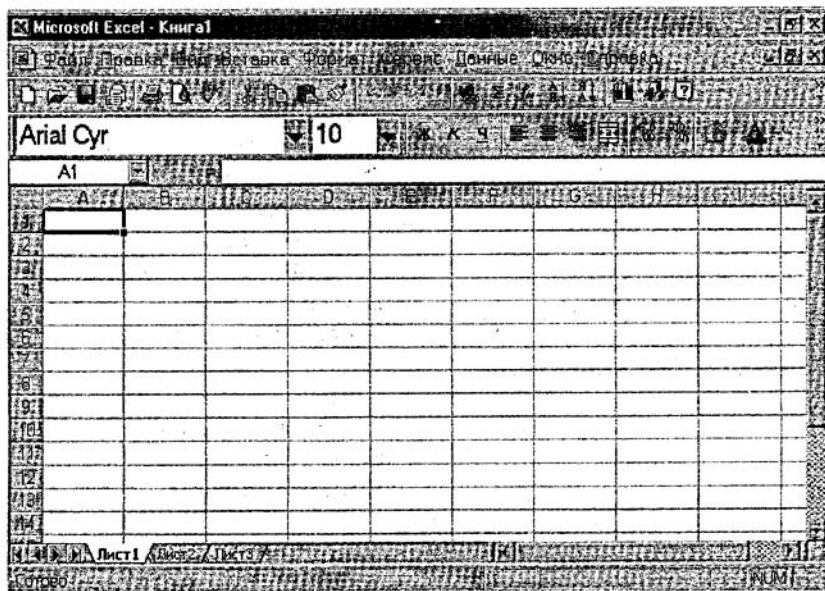 Microsoft Excel - Книга1
Файл Правка Вид Вставка Формат Сервис Данные Окно Справка
Arial Cyr 10 Ж К Ч
A1 =
A B C D E F G H I
1
2
3
4
5
6
7
8
9
10
11
12
13
14
Лист1 Лист2 Лист3
Готово NUM